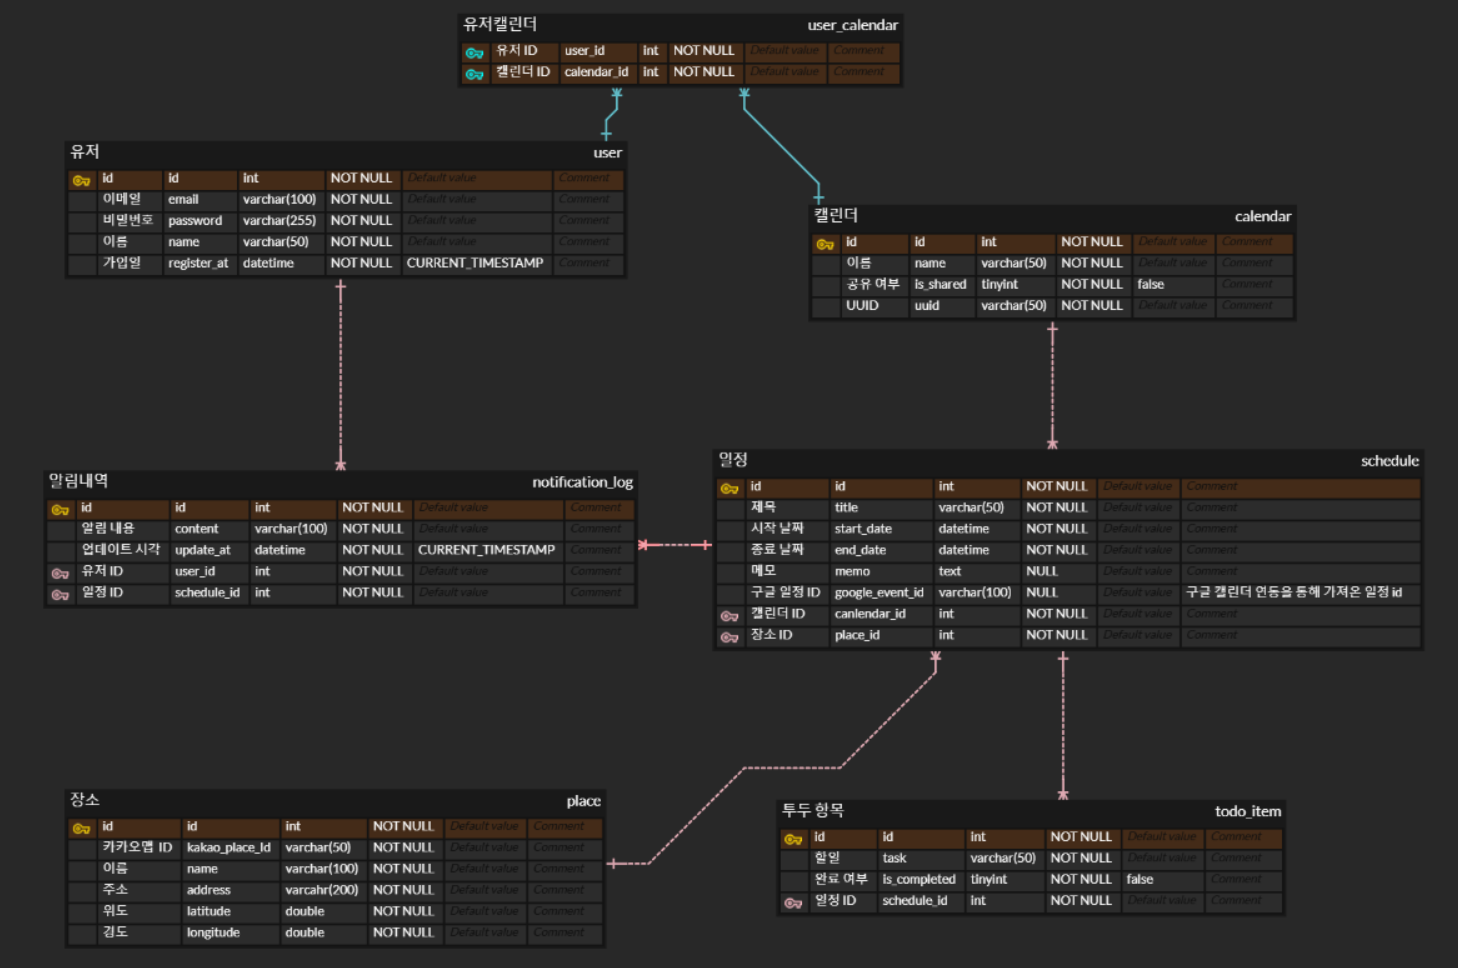 유저캘린더 user_calendar
유저 ID user_id int NOT NULL Default value Comment
캘린더 ID calendar_id int NOT NULL Default value Comment
유저 user
id id int NOT NULL Default value Comment
이메일 email varchar(100) NOT NULL Default value Comment
비밀번호 password varchar(255) NOT NULL Default value Comment
이름 name varchar(50) NOT NULL Default value Comment
가입일 register_at datetime NOT NULL CURRENT_TIMESTAMP Comment
캘린더 calendar
id id int NOT NULL Default value Comment
이름 name varchar(50) NOT NULL Default value Comment
공유 여부 is_shared tinyint NOT NULL false Comment
UUID uuid varchar(50) NOT NULL Default value Comment
알림내역 notification_log
id id int NOT NULL Default value Comment
알림 내용 content varchar(100) NOT NULL Default value Comment
업데이트 시각 update_at datetime NOT NULL CURRENT_TIMESTAMP Comment
유저 ID user_id int NOT NULL Default value Comment
일정 ID schedule_id int NOT NULL Default value Comment
일정 schedule
id id int NOT NULL Default value Comment
제목 title varchar(50) NOT NULL Default value Comment
시작 날짜 start_date datetime NOT NULL Default value Comment
종료 날짜 end_date datetime NOT NULL Default value Comment
메모 memo text NULL Default value Comment
구글 일정 ID google_event_id varchar(100) NULL Default value 구글 캘린더 연동을 통해 가져온 일정 id
캘린더 ID canlendar_id int NOT NULL Default value Comment
장소 ID place_id int NOT NULL Default value Comment
장소 place
id id int NOT NULL Default value Comment
카카오맵 ID kakao_place_Id varchar(50) NOT NULL Default value Comment
이름 name varchar(100) NOT NULL Default value Comment
주소 address varcahr(200) NOT NULL Default value Comment
위도 latitude double NOT NULL Default value Comment
경도 longitude double NOT NULL Default value Comment
투두 항목 todo_item
id id int NOT NULL Default value Comment
할일 task varchar(50) NOT NULL Default value Comment
완료 여부 is_completed tinyint NOT NULL false Comment
일정 ID schedule_id int NOT NULL Default value Comment